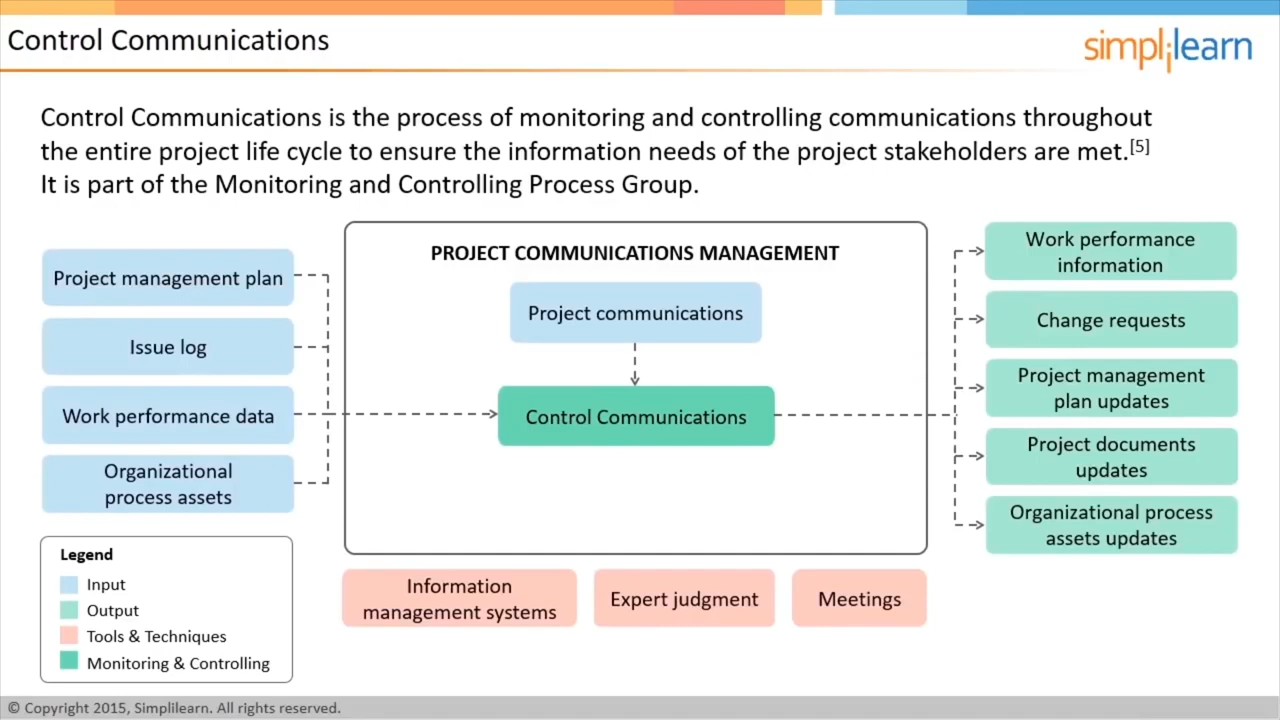 Control Communications
simplilearn
Control Communications is the process of monitoring and controlling communications throughout
the entire project life cycle to ensure the information needs of the project stakeholders are met.[5]
It is part of the Monitoring and Controlling Process Group.
Project management plan
Issue log
Work performance data
Organizational
process assets
PROJECT COMMUNICATIONS MANAGEMENT
Project communications
Control Communications
Work performance
information
Change requests
Project management
plan updates
Project documents
updates
Organizational process
assets updates
Legend
Input
Output
Tools & Techniques
Monitoring & Controlling
Information
management systems
Expert judgment
Meetings
© Copyright 2015, Simplilearn. All rights reserved.